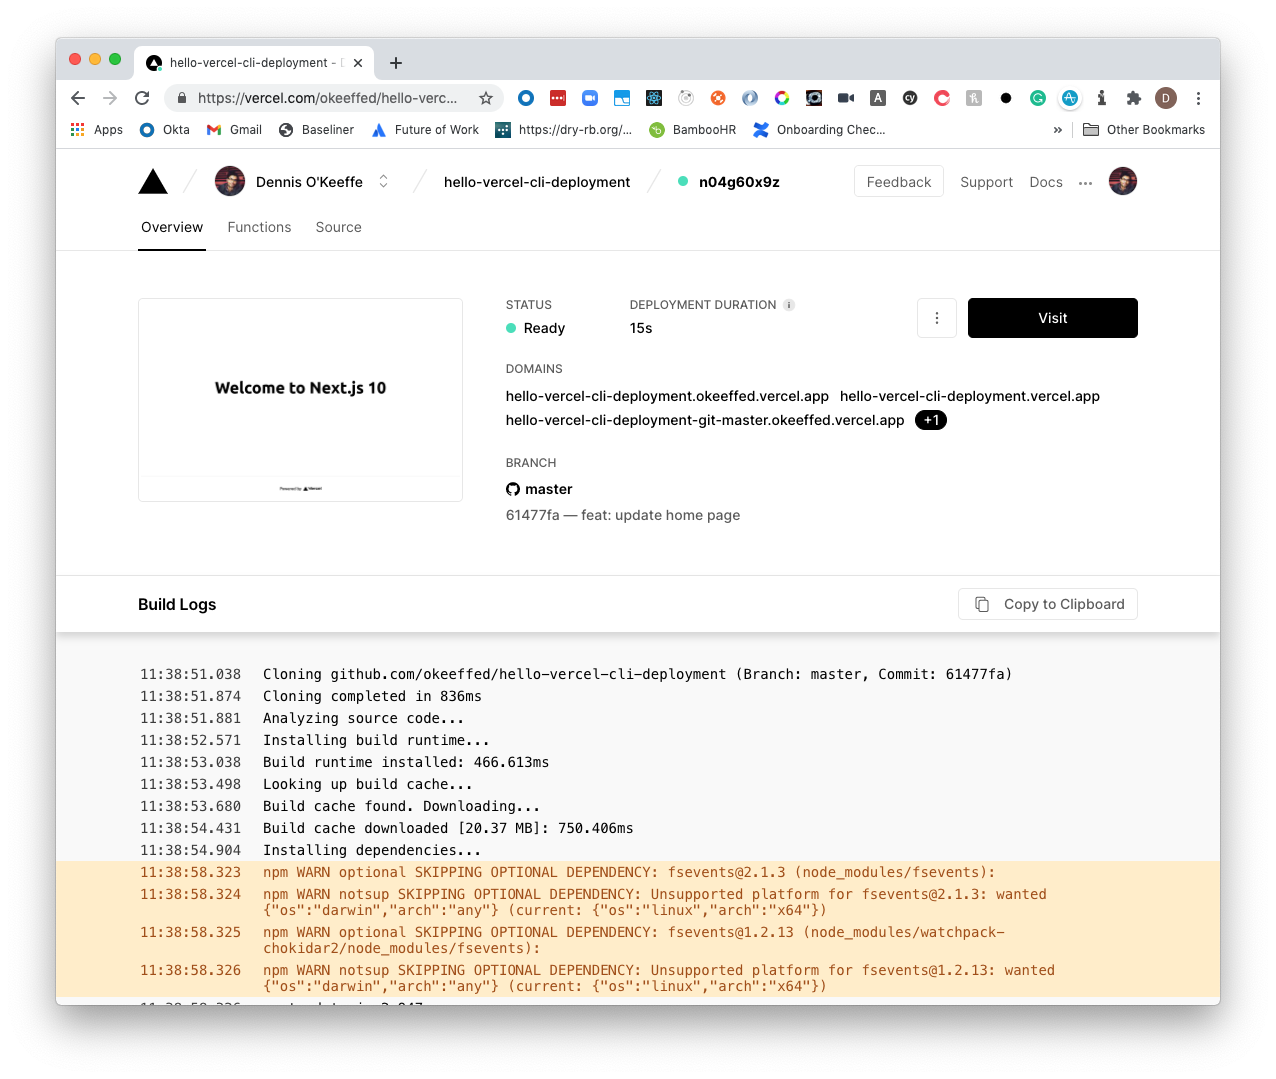 hello-vercel-cli-deployment -
https://vercel.com/okeeffed/hello-verc...
Apps Okta Gmail Baseliner Future of Work https://dry-rb.org/... BambooHR Onboarding Chec... » Other Bookmarks
Dennis O'Keeffe hello-vercel-cli-deployment n04g60x9z Feedback Support Docs ...
Overview Functions Source
Welcome to Next.js 10
Powered by Vercel
STATUS DEPLOYMENT DURATION
Ready 15s
Visit
DOMAINS
hello-vercel-cli-deployment.okeeffed.vercel.app hello-vercel-cli-deployment.vercel.app
hello-vercel-cli-deployment-git-master.okeeffed.vercel.app +1
BRANCH
master
61477fa — feat: update home page
Build Logs Copy to Clipboard
11:38:51.038 Cloning github.com/okeeffed/hello-vercel-cli-deployment (Branch: master, Commit: 61477fa)
11:38:51.874 Cloning completed in 836ms
11:38:51.881 Analyzing source code...
11:38:52.571 Installing build runtime...
11:38:53.038 Build runtime installed: 466.613ms
11:38:53.498 Looking up build cache...
11:38:53.680 Build cache found. Downloading...
11:38:54.431 Build cache downloaded [20.37 MB]: 750.406ms
11:38:54.904 Installing dependencies...
11:38:58.323 npm WARN optional SKIPPING OPTIONAL DEPENDENCY: fsevents@2.1.3 (node_modules/fsevents):
11:38:58.324 npm WARN notsup SKIPPING OPTIONAL DEPENDENCY: Unsupported platform for fsevents@2.1.3: wanted
{"os":"darwin","arch":"any"} (current: {"os":"linux","arch":"x64"})
11:38:58.325 npm WARN optional SKIPPING OPTIONAL DEPENDENCY: fsevents@1.2.13 (node_modules/watchpack-
chokidar2/node_modules/fsevents):
11:38:58.326 npm WARN notsup SKIPPING OPTIONAL DEPENDENCY: Unsupported platform for fsevents@1.2.13: wanted
{"os":"darwin","arch":"any"} (current: {"os":"linux","arch":"x64"})